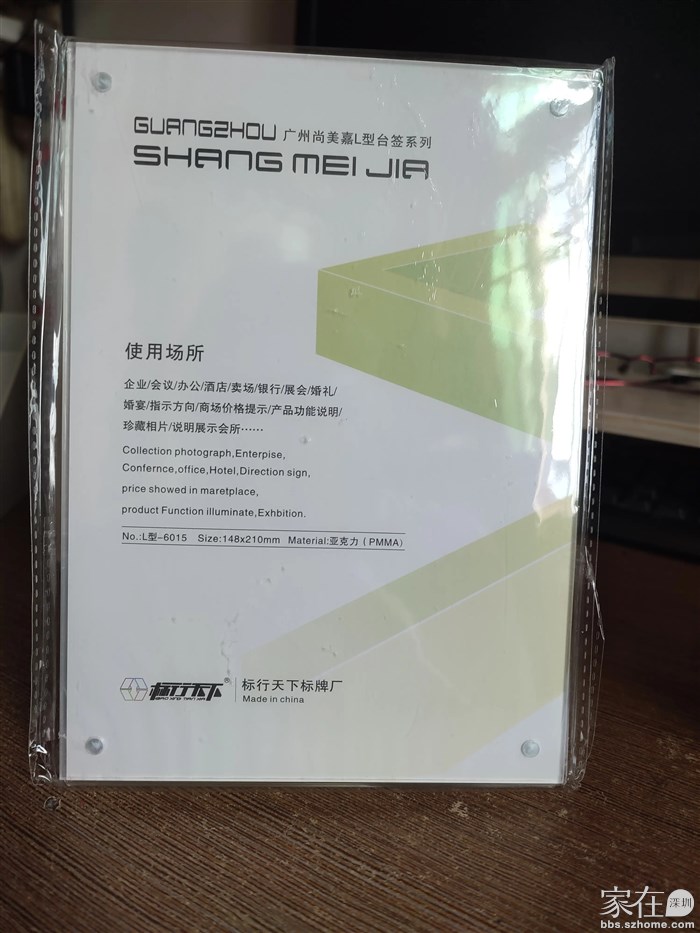 GUANGZHOU 广州尚美嘉L型台签系列
SHANG MEI JIA
使用场所
企业/会议/办公/酒店/卖场/银行/展会/婚礼/
婚宴/指示方向/商场价格提示/产品功能说明/
珍藏相片/说明展示会所……
Collection photograph,Enterpise,
Confernce,office,Hotel,Direction sign,
price showed in maretplace,
product Function illuminate,Exhbition.
No.:L型-6015 Size:148x210mm Material:亚克力(PMMA)
标行天下® 标行天下标牌厂
BIAO XING TIAN XIA Made in china
家在深圳
bbs.szhome.com